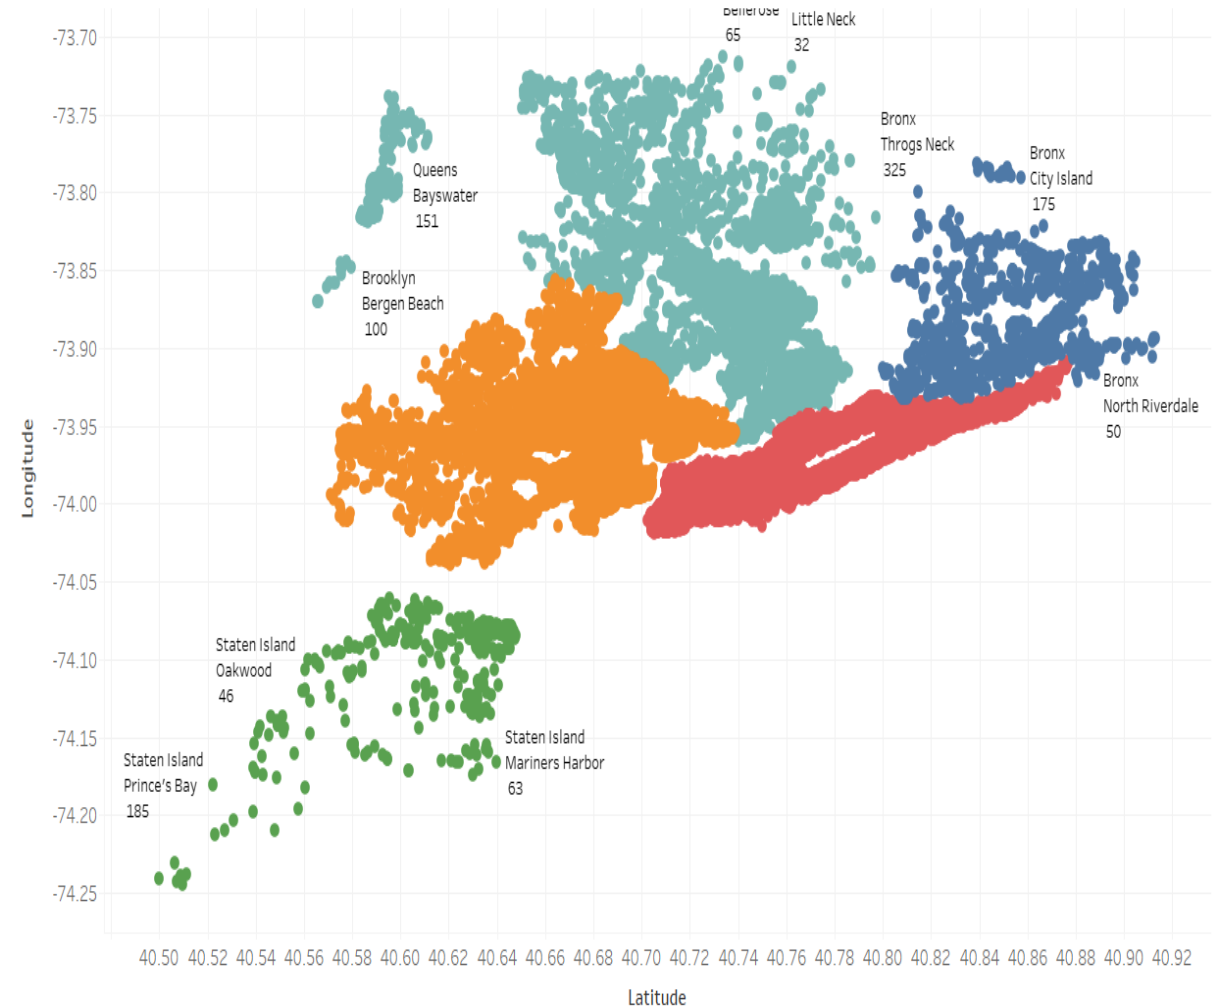 Bellerose
65
Little Neck
32
-73.70
-73.75
Bronx
Throgs Neck
325
Bronx
City Island
175
Queens
Bayswater
151
-73.80
-73.85
Brooklyn
Bergen Beach
100
-73.90
Bronx
North Riverdale
50
-73.95
Longitude
-74.00
-74.05
Staten Island
Oakwood
46
-74.10
Staten Island
Mariners Harbor
63
-74.15
Staten Island
Prince's Bay
185
-74.20
-74.25
40.50 40.52 40.54 40.56 40.58 40.60 40.62 40.64 40.66 40.68 40.70 40.72 40.74 40.76 40.78 40.80 40.82 40.84 40.86 40.88 40.90 40.92
Latitude